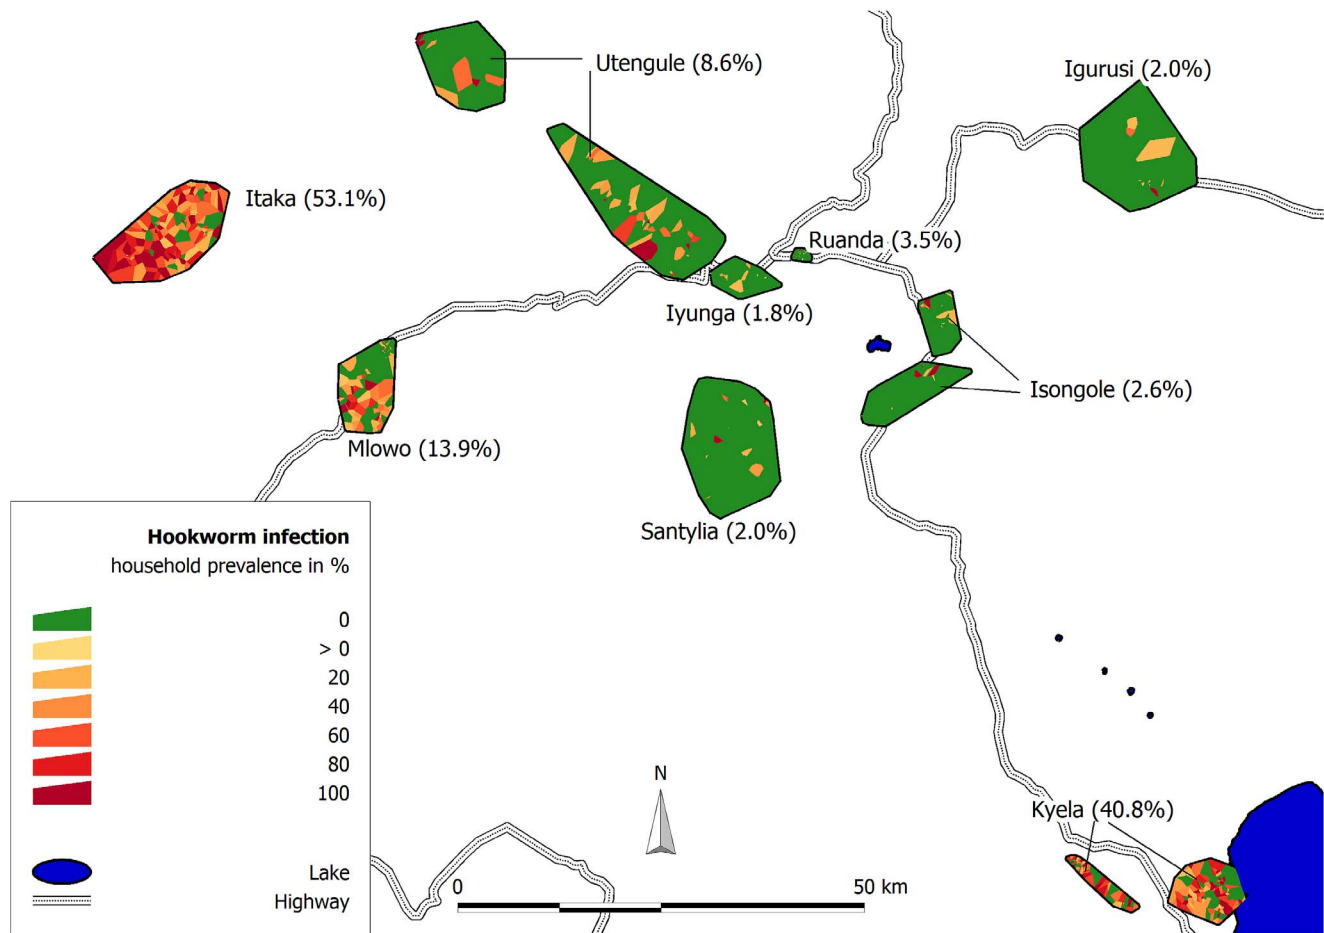 Utengule (8.6%)
Igurusi (2.0%)
Itaka (53.1%)
Ruanda (3.5%)
Iyunga (1.8%)
Isongole (2.6%)
Mlowo (13.9%)
Santylia (2.0%)
Hookworm infection
household prevalence in %
0
> 0
20
40
60
80
100
Lake
Highway
N
0
50 km
Kyela (40.8%)